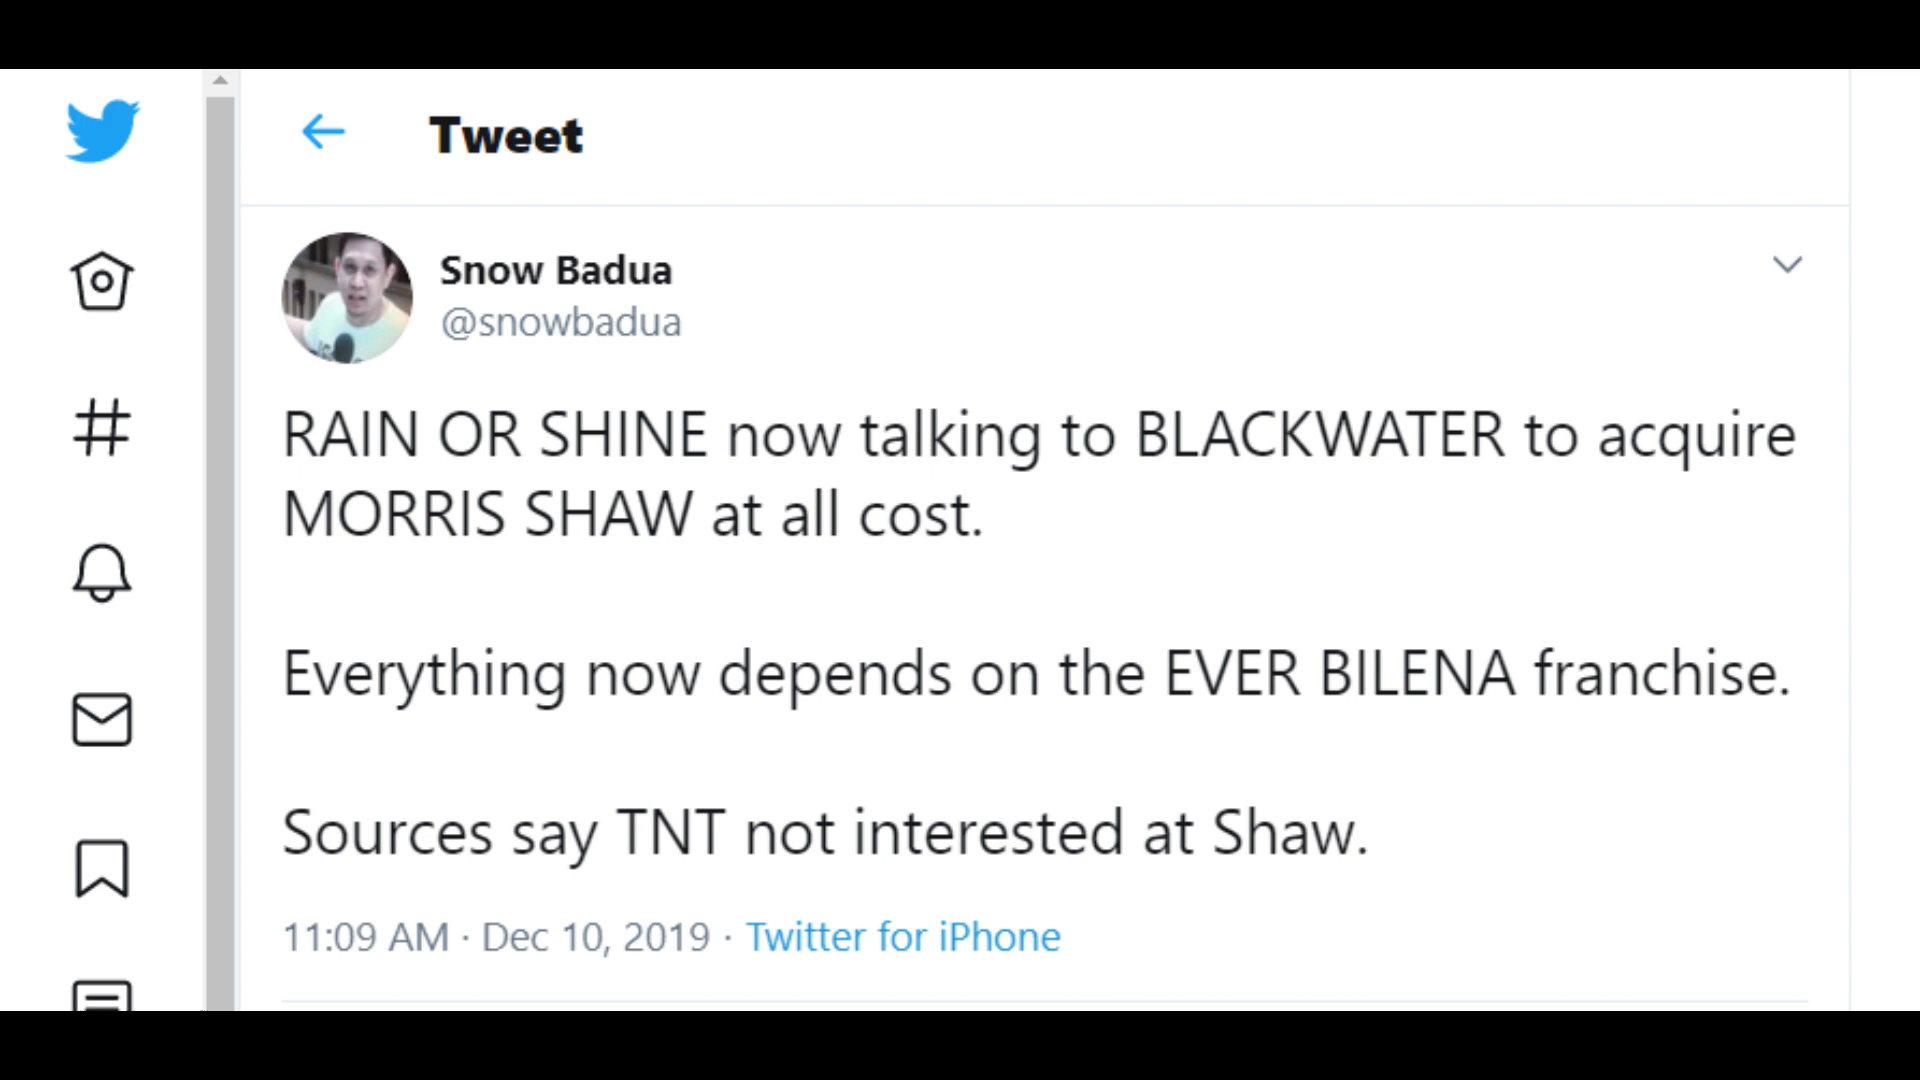 Tweet
Snow Badua
@snowbadua
RAIN OR SHINE now talking to BLACKWATER to acquire
MORRIS SHAW at all cost.
Everything now depends on the EVER BILENA franchise.
Sources say TNT not interested at Shaw.
11:09 AM · Dec 10, 2019 · Twitter for iPhone